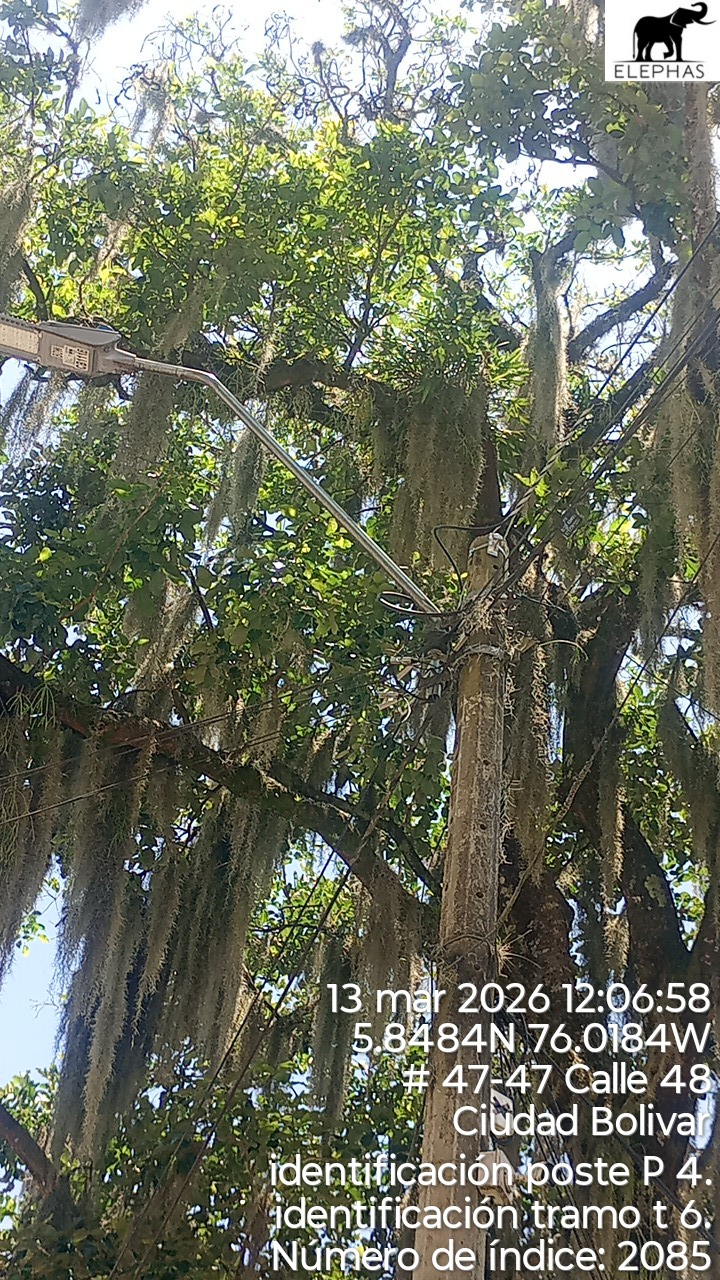 ELEPHAS
13 mar 2026 12:06:58
5.8484N 76.0184W
# 47-47 Calle 48
Ciudad Bolivar
identificación poste P 4.
identificación tramo t 6.
Número de índice: 2085